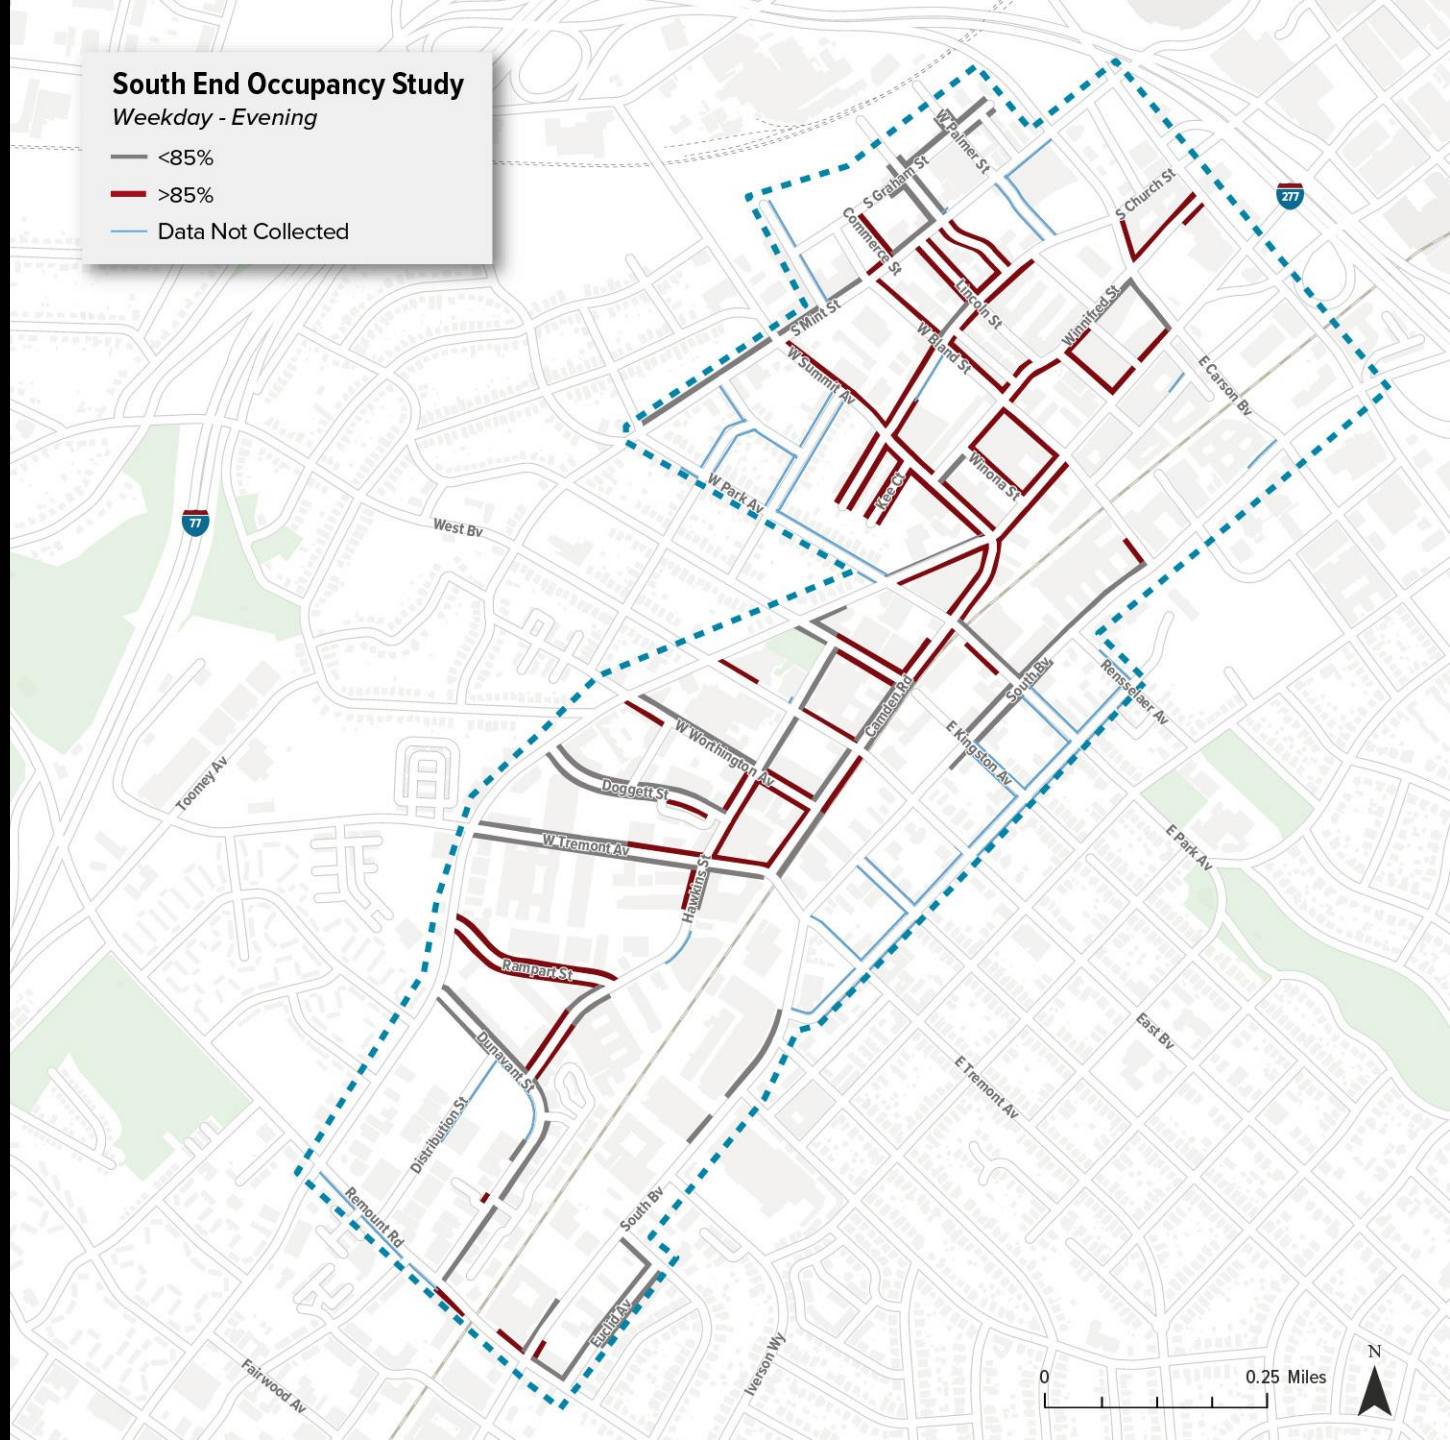 South End Occupancy Study
Weekday - Evening
<85%
>85%
Data Not Collected
W Palmer St
S Graham St
S Church St
277
Commerce St
Lincoln St
Winnifred St
S Mint St
W Bland St
W Summit Av
E Carson Bv
Winona St
Kee Ct
W Park Av
77
West Bv
South Bv
Rensselaer Av
Camden Rd
E Kingston Av
W Worthington Av
Toomey Av
Doggett St
W Tremont Av
E Park Av
Hawkins St
Rampart St
East Bv
Dunavant St
E Tremont Av
Distribution St
Remount Rd
South Bv
Euclid Av
Iverson Wy
Fairwood Av
N
0
0.25 Miles